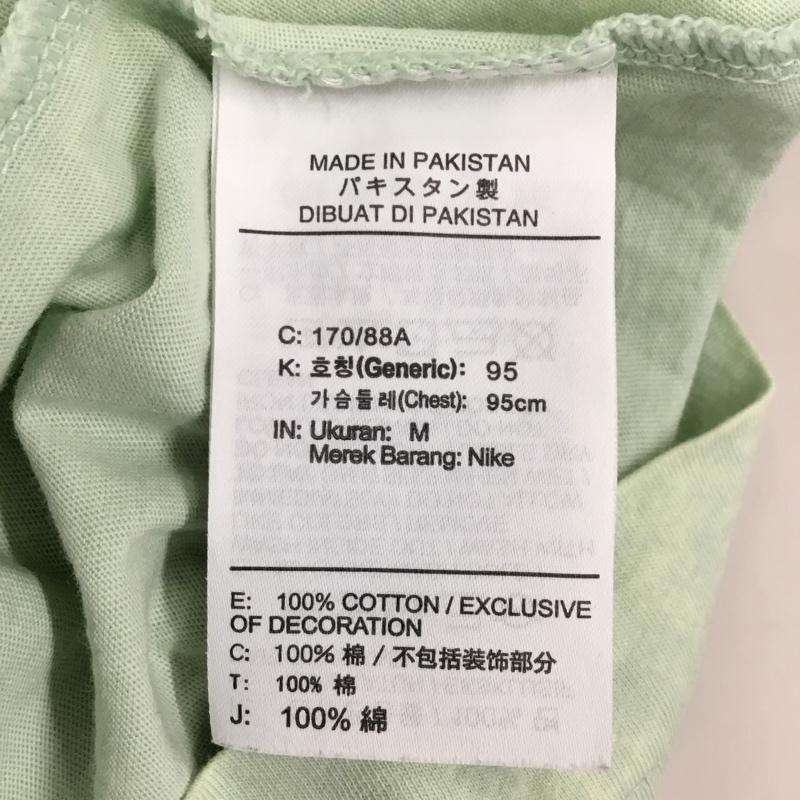 MADE IN PAKISTAN
パキスタン製
DIBUAT DI PAKISTAN
C: 170/88A
K: 호칭(Generic): 95
가슴둘레(Chest): 95cm
IN: Ukuran: M
Merek Barang: Nike
E: 100% COTTON / EXCLUSIVE
OF DECORATION
C: 100% 棉 / 不包括装饰部分
T: 100% 棉
J: 100% 綿